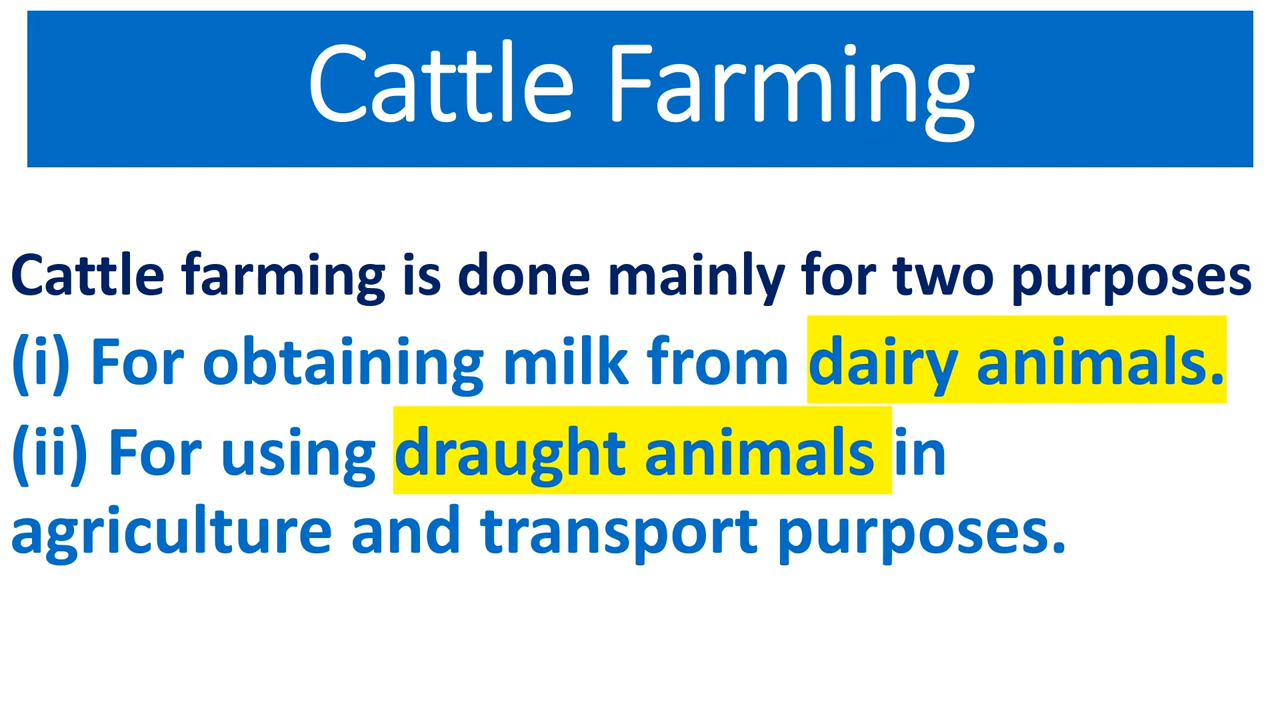 Cattle Farming
Cattle farming is done mainly for two purposes
(i) For obtaining milk from dairy animals.
(ii) For using draught animals in
agriculture and transport purposes.